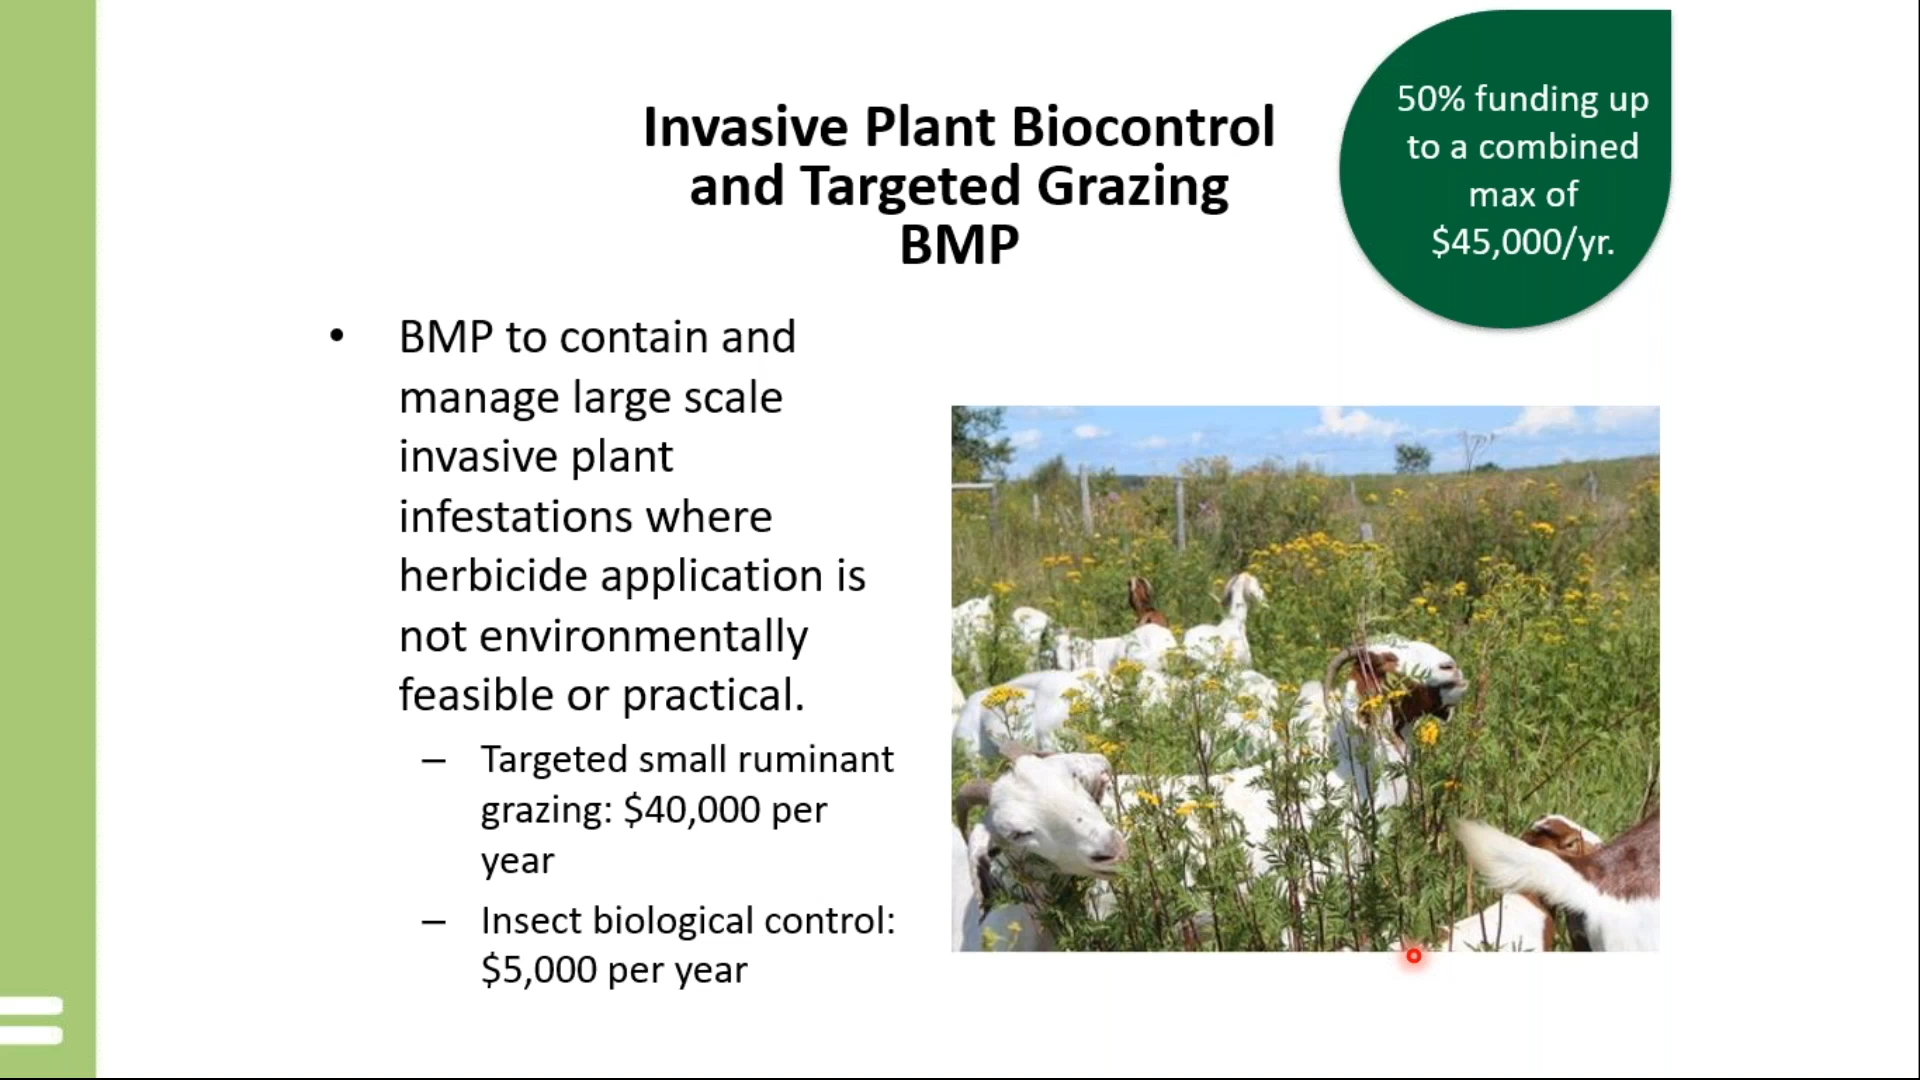 Invasive Plant Biocontrol
and Targeted Grazing
BMP
50% funding up
to a combined
max of
$45,000/yr.
• BMP to contain and
manage large scale
invasive plant
infestations where
herbicide application is
not environmentally
feasible or practical.
– Targeted small ruminant
grazing: $40,000 per
year
– Insect biological control:
$5,000 per year